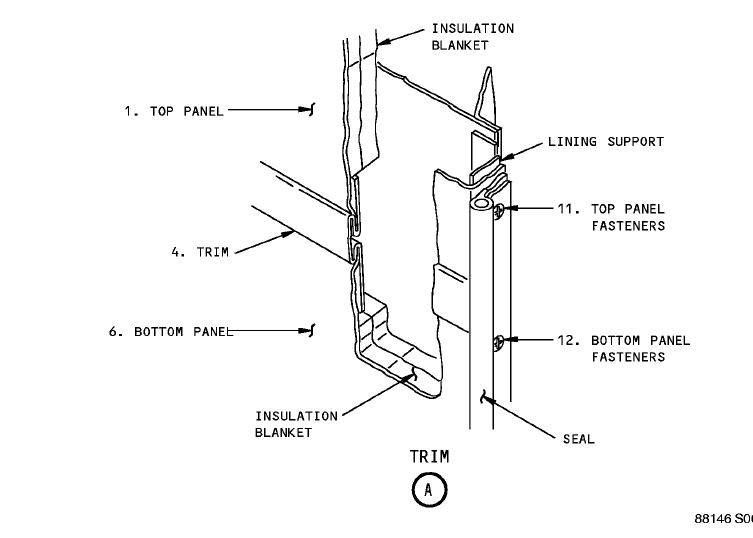 INSULATION
BLANKET
1. TOP PANEL
LINING SUPPORT
11. TOP PANEL
FASTENERS
4. TRIM
6. BOTTOM PANEL
12. BOTTOM PANEL
FASTENERS
INSULATION
BLANKET
SEAL
TRIM
A
88146 S0